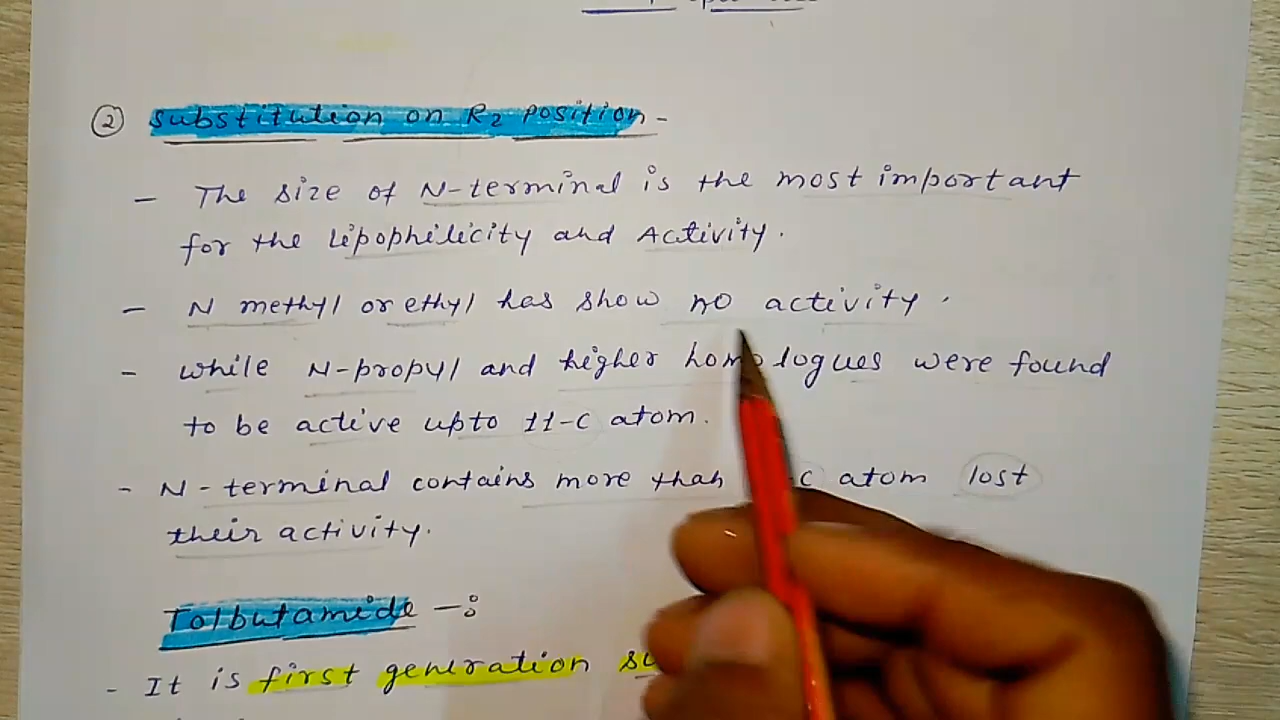 ② Substitution on R2 position -
- The size of N-terminal is the most important
for the Lipophilicity and Activity.
- N methyl or ethyl has show no activity.
- while N-propyl and higher homologues were found
to be active upto 11-C atom.
- N-terminal contains more than C atom lost
their activity.
Tolbutamide -:
- It is first generation